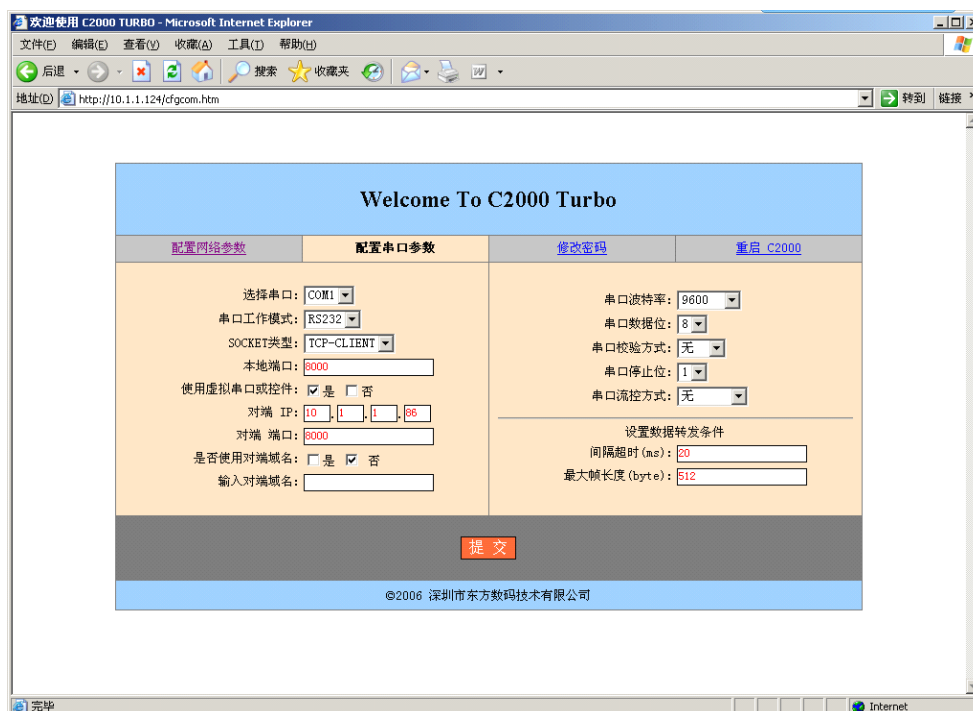 欢迎使用 C2000 TURBO - Microsoft Internet Explorer
文件(F) 编辑(E) 查看(V) 收藏(A) 工具(T) 帮助(H)
后退 搜索 收藏夹
地址(D) http://10.1.1.124/cfgcom.htm 转到 链接
Welcome To C2000 Turbo
配置网络参数 配置串口参数 修改密码 重启 C2000
选择串口: COM1
串口工作模式: RS232
SOCKET类型: TCP-CLIENT
本地端口: 8000
使用虚拟串口或控件: 是 否
对端 IP: 10 . 1 . 1 . 86
对端 端口: 8000
是否使用对端域名: 是 否
输入对端域名:
串口波特率: 9600
串口数据位: 8
串口校验方式: 无
串口停止位: 1
串口流控方式: 无
设置数据转发条件
间隔超时(ms): 20
最大帧长度(byte): 512
提 交
©2006 深圳市东方数码技术有限公司
完毕 Internet